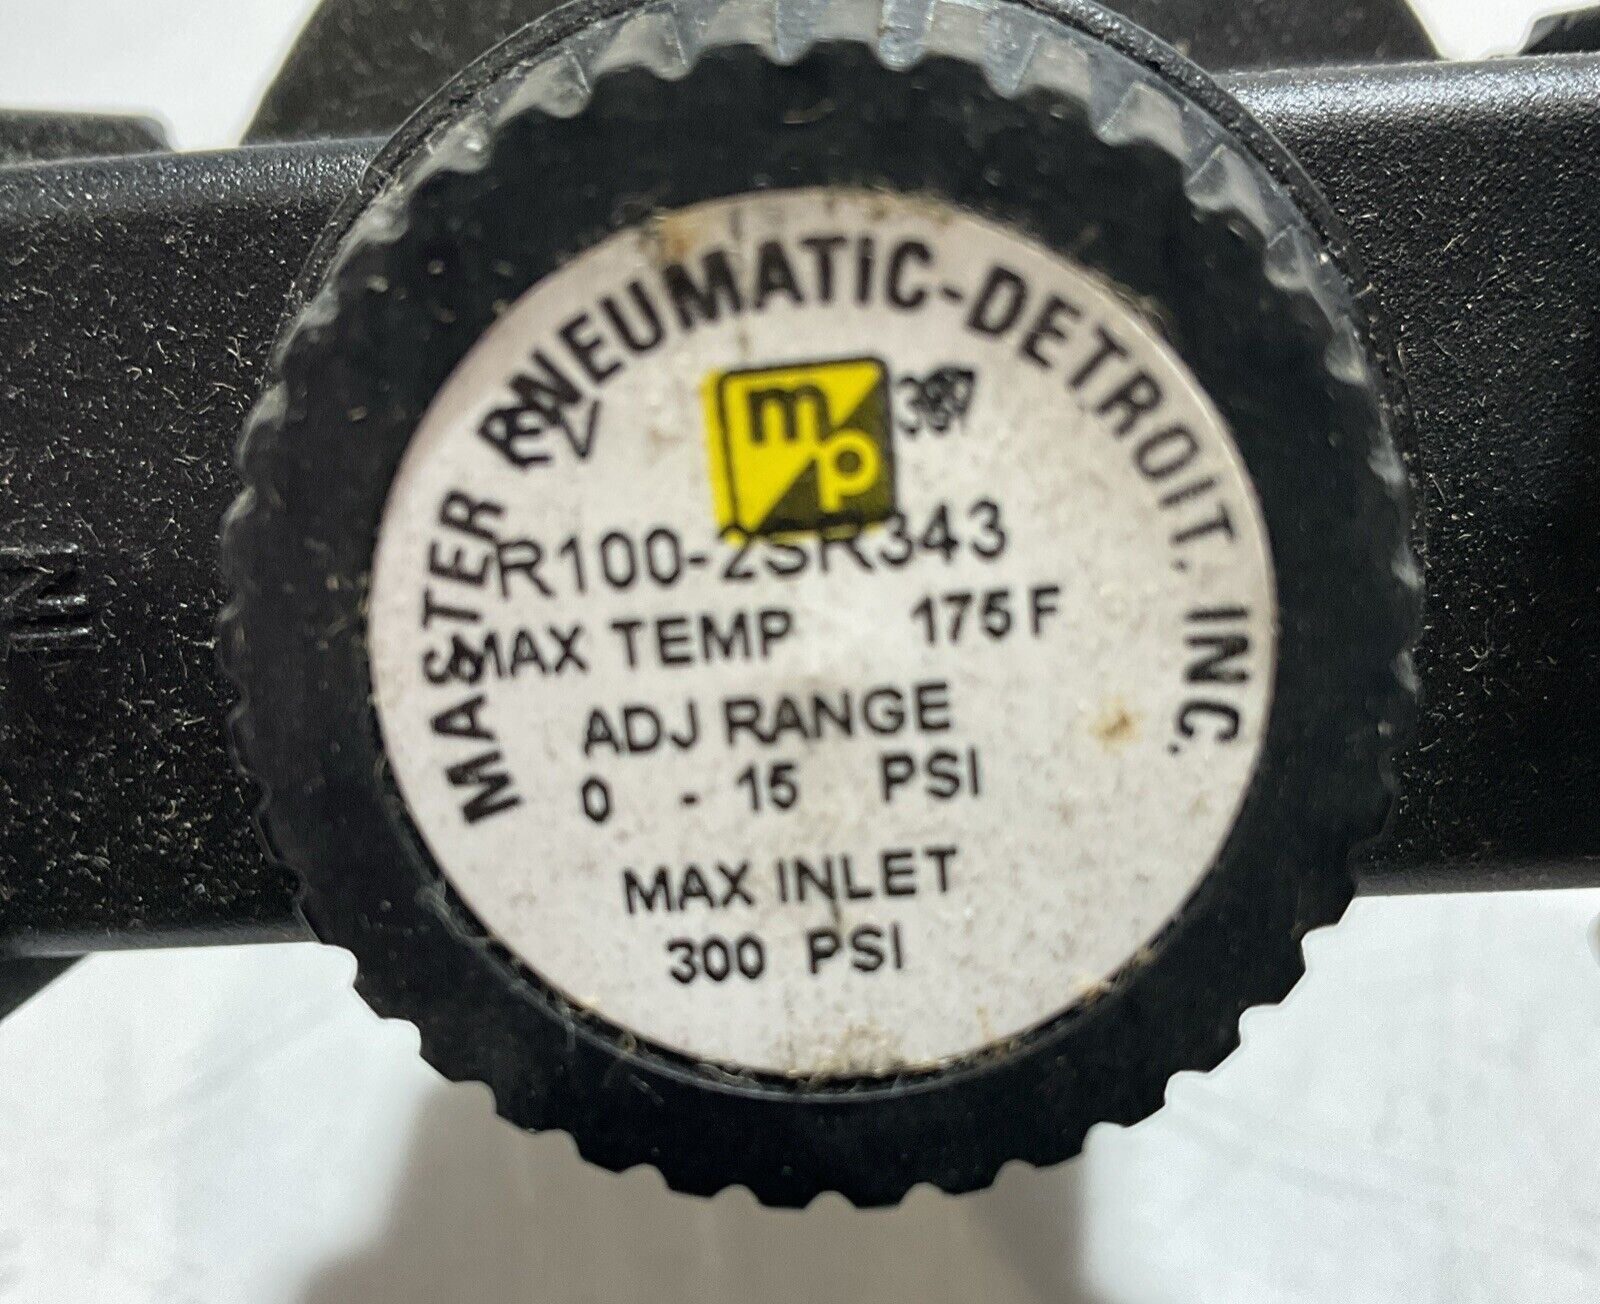 MASTER PNEUMATIC-DETROIT, INC.
mp
R100-2SR343
MAX TEMP 175 F
ADJ RANGE
0 - 15 PSI
MAX INLET
300 PSI
IN